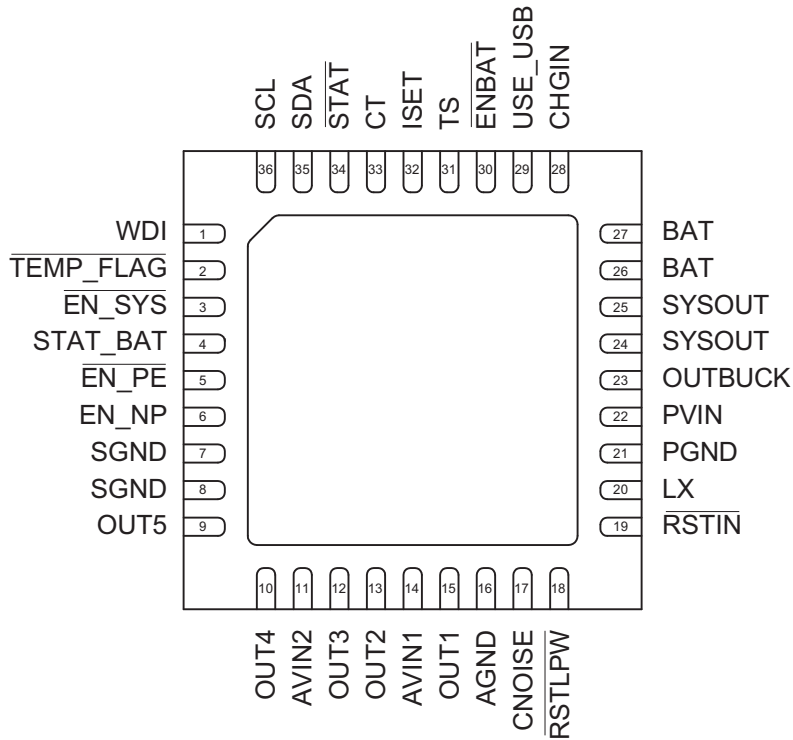 SCL
SDA
STAT
CT
ISET
TS
ENBAT
USE_USB
CHGIN
36
35
34
33
32
31
30
29
28
WDI 1
TEMP_FLAG 2
EN_SYS 3
STAT_BAT 4
EN_PE 5
EN_NP 6
SGND 7
SGND 8
OUT5 9
27 BAT
26 BAT
25 SYSOUT
24 SYSOUT
23 OUTBUCK
22 PVIN
21 PGND
20 LX
19 RSTIN
10
11
12
13
14
15
16
17
18
OUT4
AVIN2
OUT3
OUT2
AVIN1
OUT1
AGND
CNOISE
RSTLPW